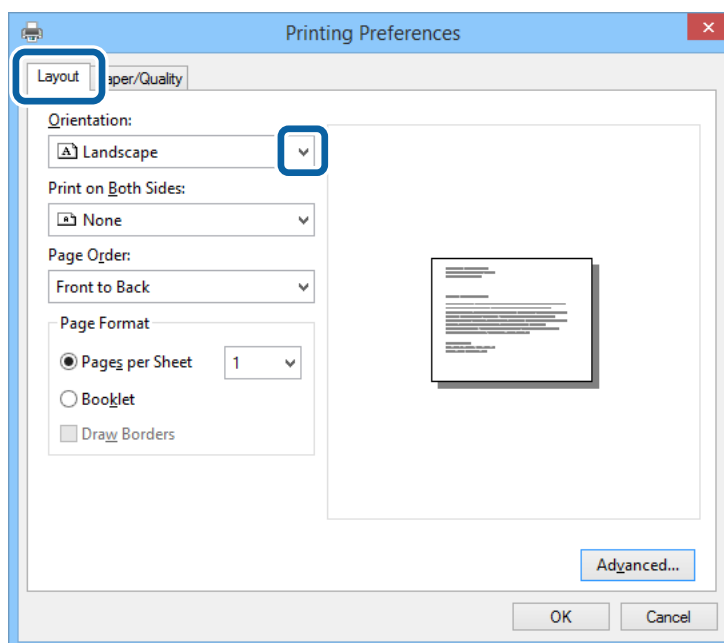 Printing Preferences
Layout
aper/Quality
Orientation:
Landscape
Print on Both Sides:
None
Page Order:
Front to Back
Page Format
Pages per Sheet 1
Booklet
Draw Borders
Advanced...
OK Cancel